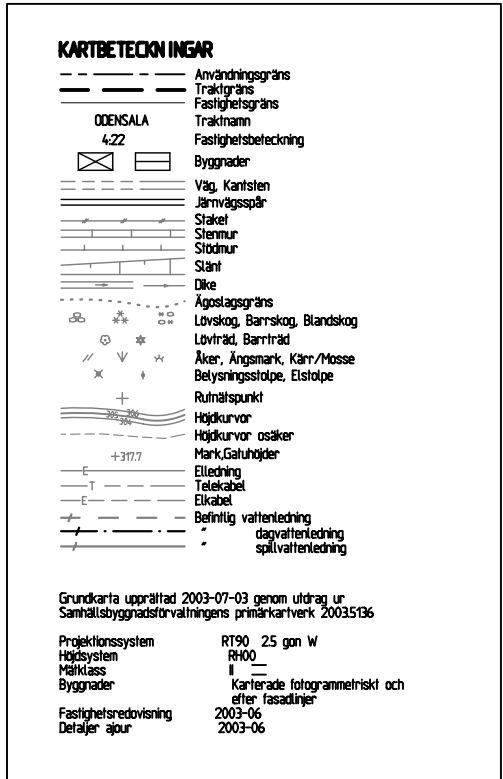 KARTBETECKNINGAR
Användningsgräns
Traktgräns
Fastighetsgräns
ODENSALA Traktnamn
4:22 Fastighetsbeteckning
Byggnader
Väg, Kantsten
Järnvägsspår
Staket
Stenmur
Stödmur
Slänt
Dike
Ägoslagsgräns
Lövskog, Barrskog, Blandskog
Lövträd, Barrträd
Åker, Ängsmark, Kärr/Mosse
Belysningsstolpe, Elstolpe
Rutnätspunkt
305 306 304 Höjdkurvor
Höjdkurvor osäker
+317.7 Mark,Gatuhöjder
E Elledning
T Telekabel
E Elkabel
Befintlig vattenledning
" dagvattenledning
" spillvattenledning
Grundkarta upprättad 2003-07-03 genom utdrag ur
Samhällsbyggnadsförvaltningens primärkartverk 2003.5136
Projektionssystem RT90 2.5 gon W
Höjdsystem RH00
Mätklass II
Byggnader Karterade fotogrammetriskt och
efter fasadlinjer
Fastighetsredovisning 2003-06
Detaljer ajour 2003-06